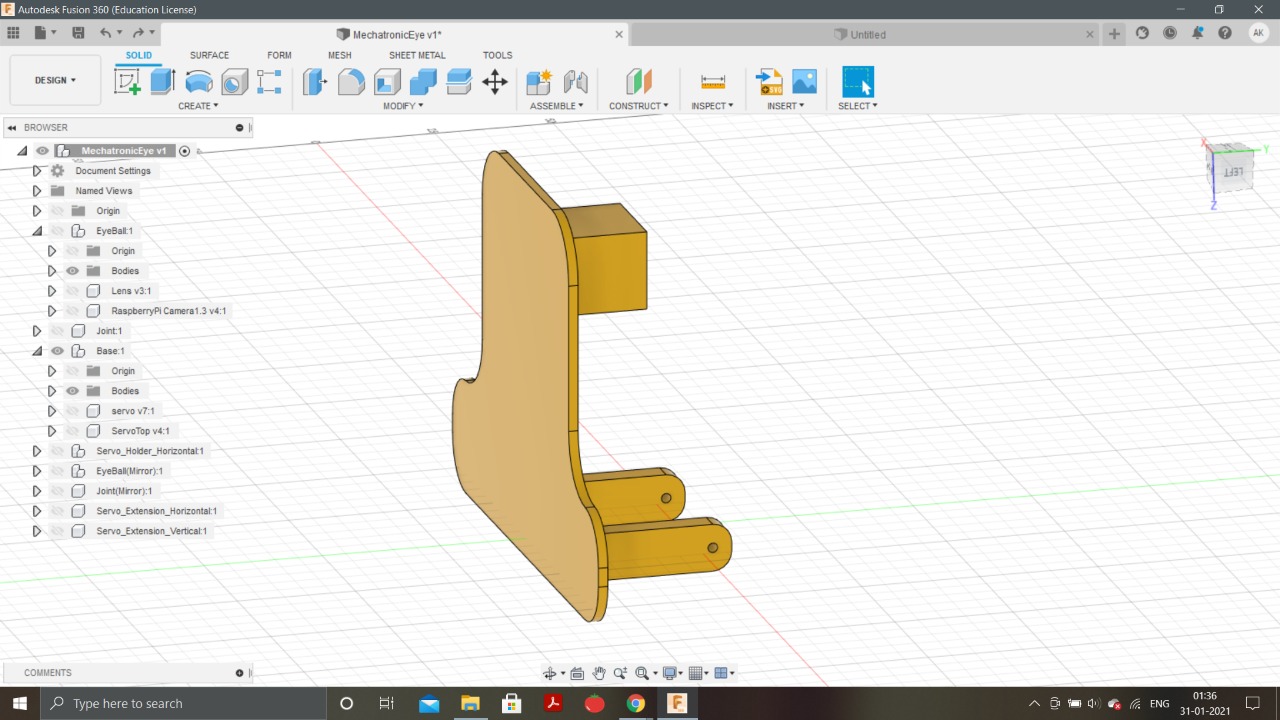 Autodesk Fusion 360 (Education License)
MechatronicEye v1*
Untitled
AK
DESIGN
SOLID
SURFACE
FORM
MESH
SHEET METAL
TOOLS
CREATE
MODIFY
ASSEMBLE
CONSTRUCT
INSPECT
INSERT
SELECT
SVG
BROWSER
MechatronicEye v1
Document Settings
Named Views
Origin
EyeBall:1
Origin
Bodies
Lens v3:1
RaspberryPi Camera1.3 v4:1
Joint:1
Base:1
Origin
Bodies
servo v7:1
ServoTop v4:1
Servo_Holder_Horizontal:1
EyeBall(Mirror):1
Joint(Mirror):1
Servo_Extension_Horizontal:1
Servo_Extension_Vertical:1
X
Y
Z
LEFT
COMMENTS
Type here to search
ENG
01:36
31-01-2021